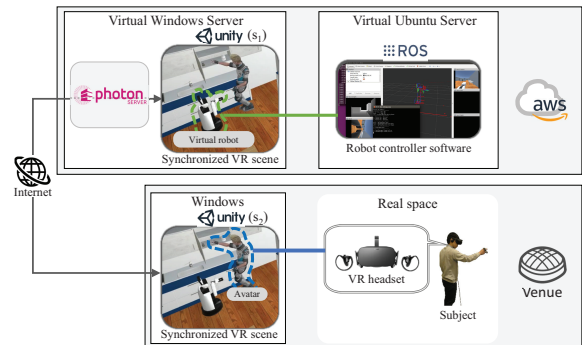 Virtual Windows Server
Virtual Ubuntu Server
unity (s1)
ROS
photon
SERVER
Virtual robot
Synchronized VR scene
Robot controller software
aws
Internet
Windows
unity (s2)
Real space
Avatar
VR headset
Subject
Synchronized VR scene
Venue